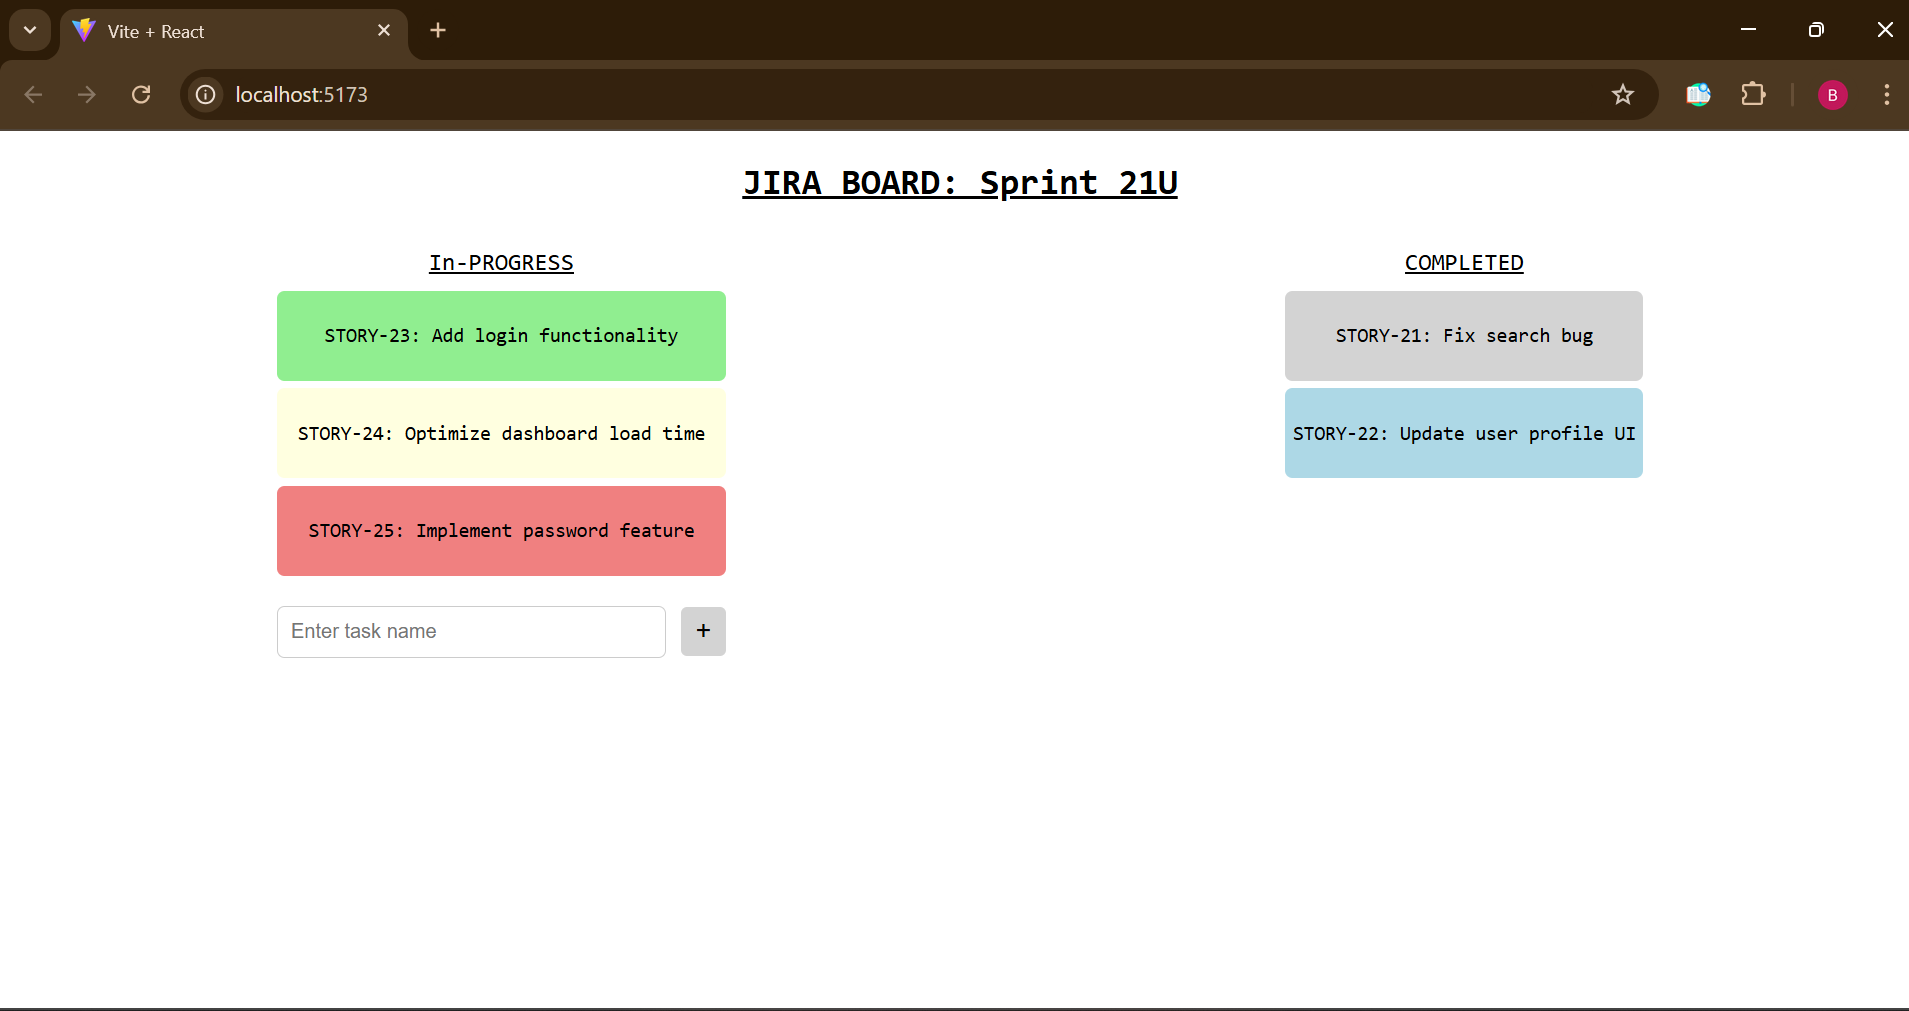 Vite + React
localhost:5173
B
JIRA BOARD: Sprint 21U
In-PROGRESS
STORY-23: Add login functionality
STORY-24: Optimize dashboard load time
STORY-25: Implement password feature
Enter task name
+
COMPLETED
STORY-21: Fix search bug
STORY-22: Update user profile UI